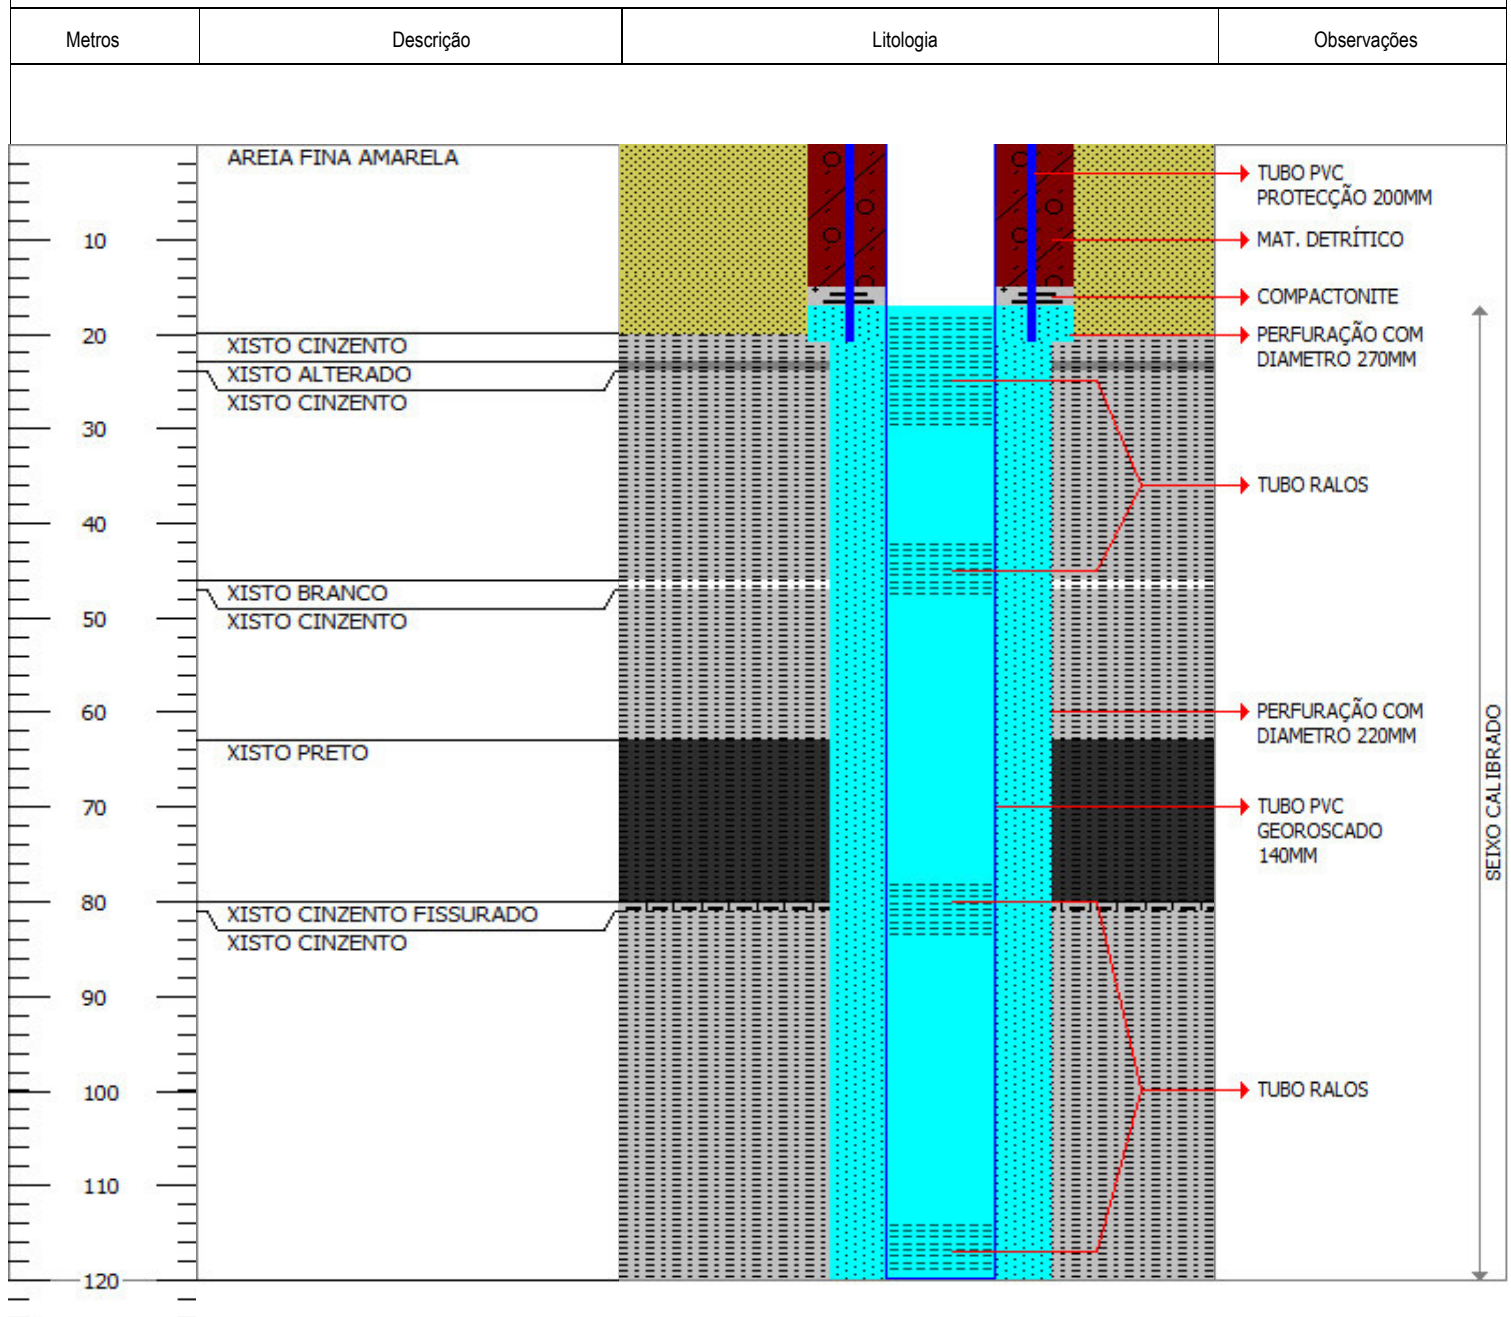 Metros
Descrição
Litologia
Observações
AREIA FINA AMARELA
TUBO PVC
PROTECÇÃO 200MM
10
MAT. DETRÍTICO
COMPACTONITE
20
XISTO CINZENTO
PERFURAÇÃO COM
DIAMETRO 270MM
XISTO ALTERADO
XISTO CINZENTO
30
TUBO RALOS
40
XISTO BRANCO
50
XISTO CINZENTO
60
PERFURAÇÃO COM
DIAMETRO 220MM
XISTO PRETO
70
TUBO PVC
GEOROSCADO
140MM
SEIXO CALIBRADO
80
XISTO CINZENTO FISSURADO
XISTO CINZENTO
90
100
TUBO RALOS
110
120